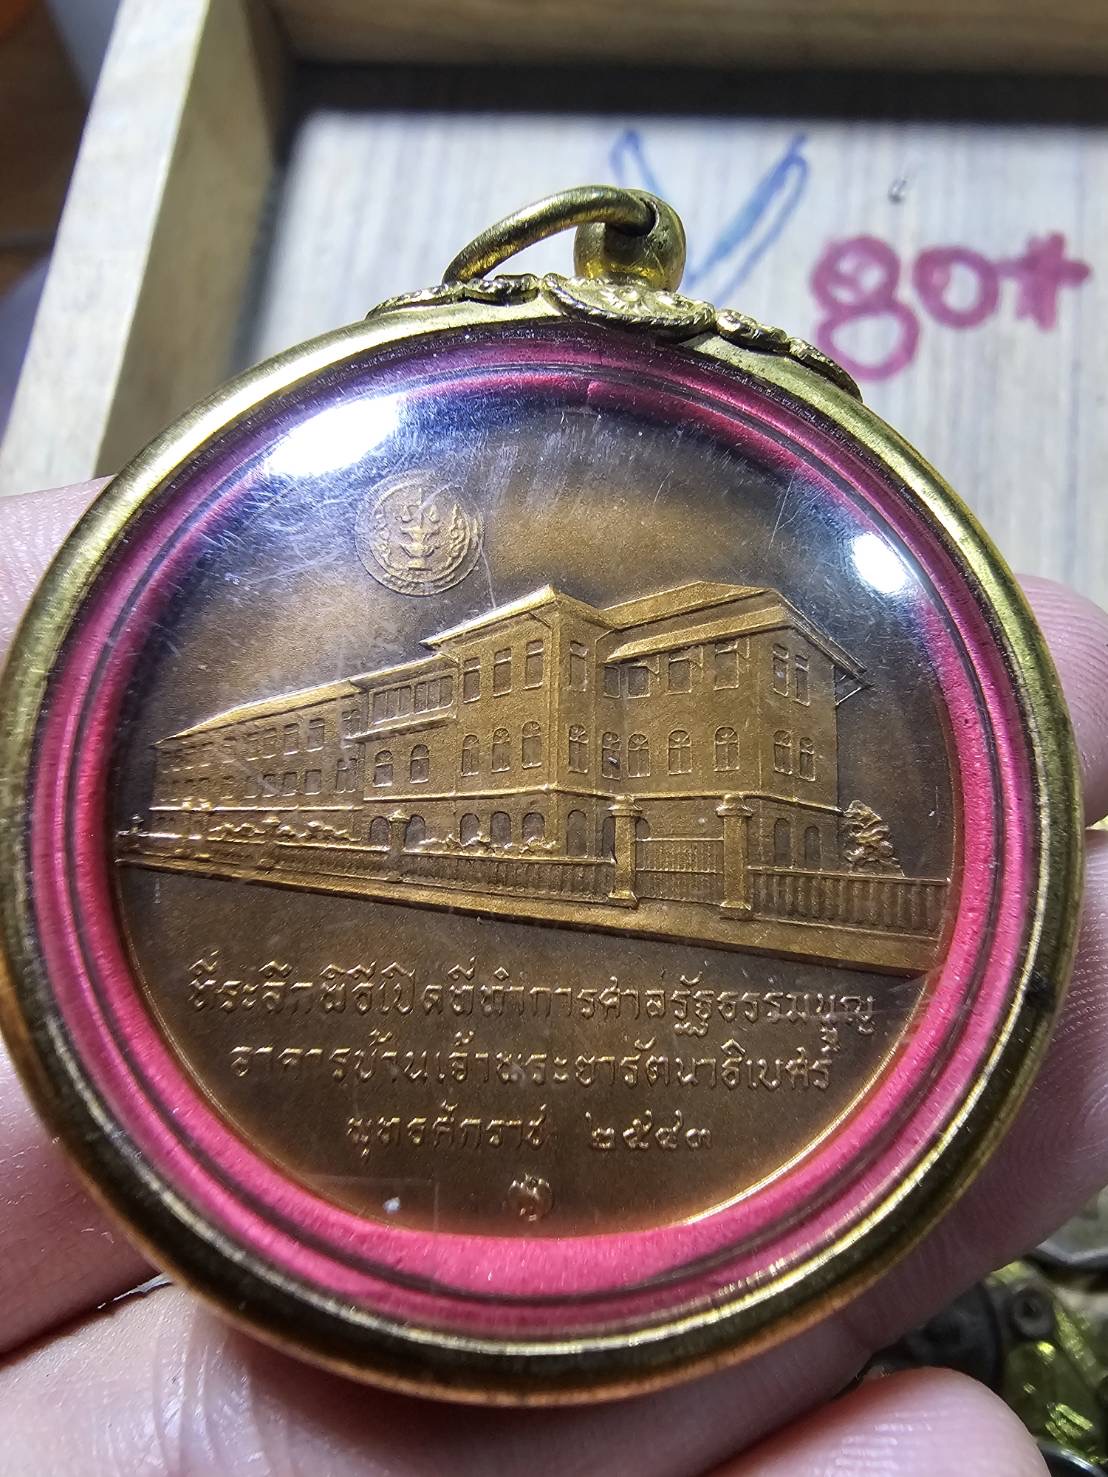 80*
ที่ระลึกพิธีเปิดที่ทำการศาลรัฐธรรมนูญ
อาคารบ้านเจ้าพระยารัตนาธิเบศร์
พุทธศักราช ๒๕๔๓